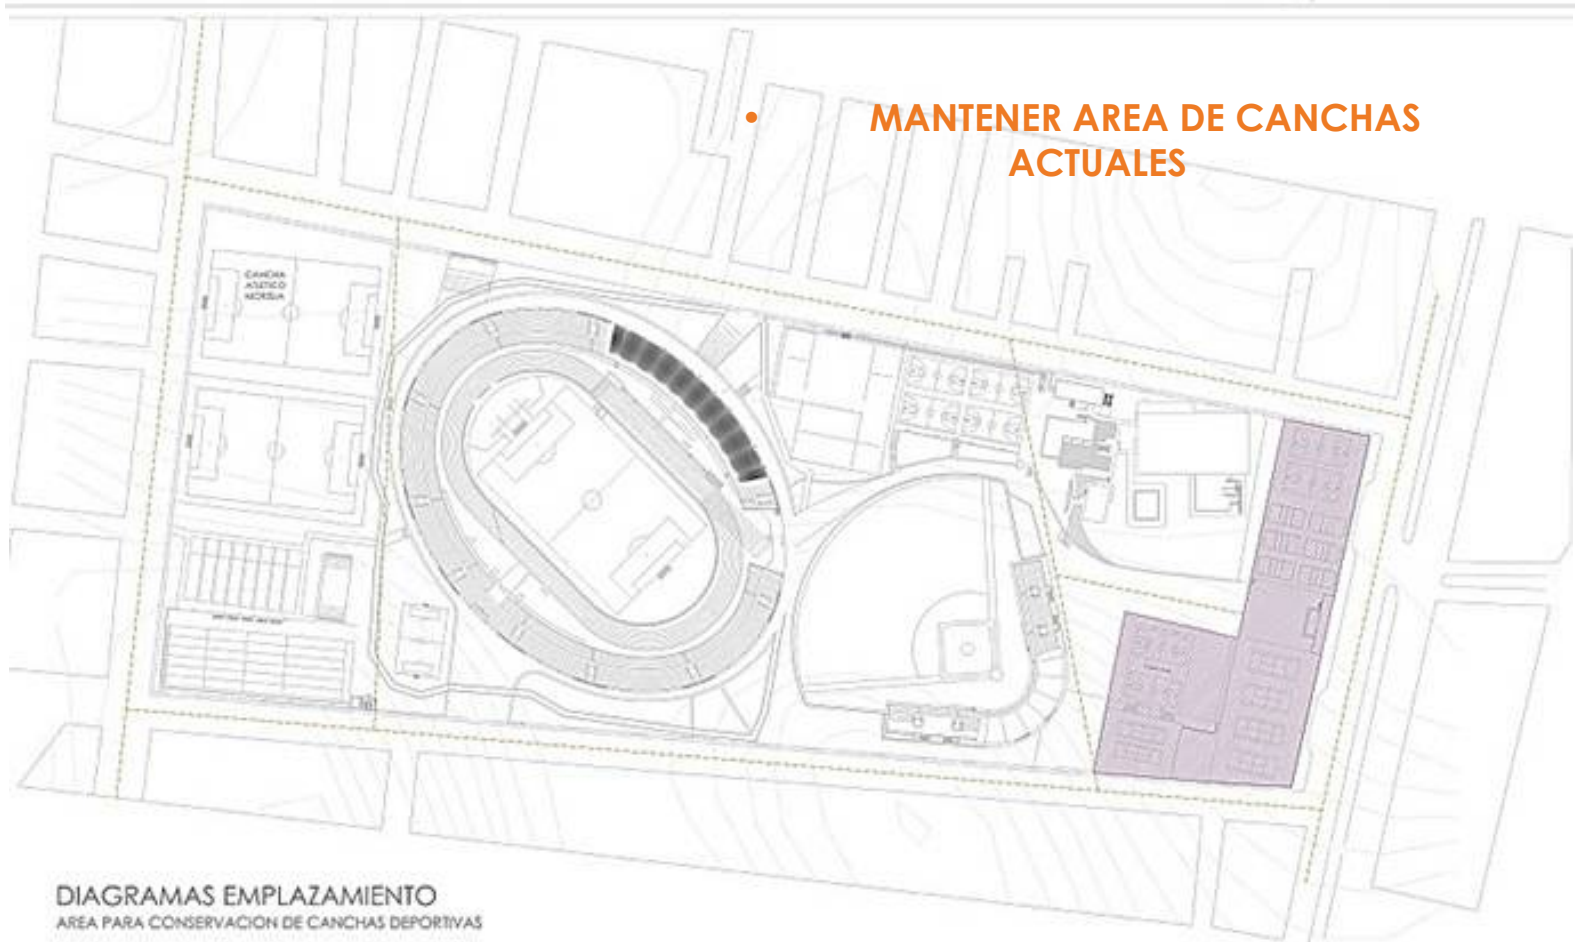 • MANTENER AREA DE CANCHAS
ACTUALES
CANCHA
ATLETICO
MORELIA
DIAGRAMAS EMPLAZAMIENTO
AREA PARA CONSERVACION DE CANCHAS DEPORTIVAS